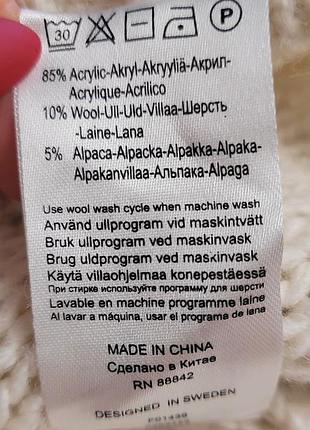 30 P
85% Acrylic-Akryl-Akryyliä-Акрил-
Acrylique-Acrilico
10% Wool-Ull-Uld-Villaa-Шерсть
-Laine-Lana
5% Alpaca-Alpacka-Alpakka-Alpaka-
Alpakanvillaa-Альпака-Alpaga
Use wool wash cycle when machine wash
Använd ullprogram vid maskintvätt
Bruk ullprogram ved maskinvask
Brug uldprogram ved maskinvask
Käytä villaohjelmaa konepestäessä
При стирке используйте программу для шерсти
Lavable en machine programme laine
Al lavar a máquina, usar el programa de lana
MADE IN CHINA
Сделано в Китае
RN 88842
DESIGNED IN SWEDEN